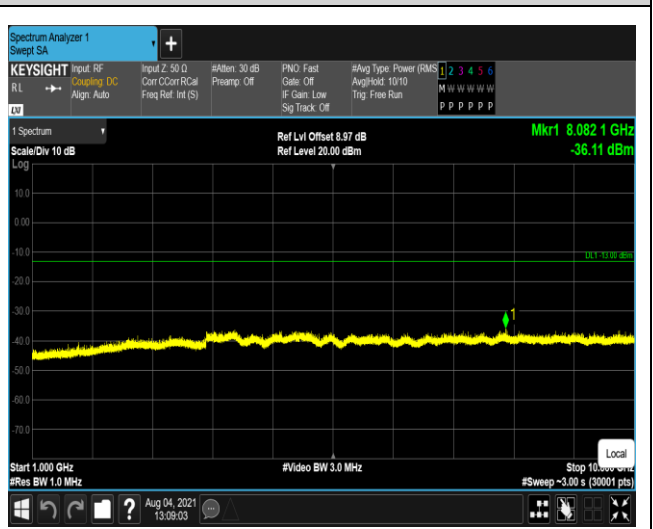 Spectrum Analyzer 1
Swept SA
KEYSIGHT
RL
LXI
Input: RF
Coupling: DC
Align: Auto
Input Z: 50 Ω
Corr CCorr RCal
Freq Ref: Int (S)
#Atten: 30 dB
Preamp: Off
PNO: Fast
Gate: Off
IF Gain: Low
Sig Track: Off
#Avg Type: Power (RMS
Avg|Hold: 10/10
Trig: Free Run
1 2 3 4 5 6
M W W W W W
P P P P P P
1 Spectrum
Scale/Div 10 dB
Ref Lvl Offset 8.97 dB
Ref Level 20.00 dBm
Mkr1 8.082 1 GHz
-36.11 dBm
Log
10.0
0.00
-10.0
DL1 -13.00 dBm
-20.0
-30.0
1
-40.0
-50.0
-60.0
-70.0
Local
Start 1.000 GHz
#Video BW 3.0 MHz
Stop 10.000 GHz
#Res BW 1.0 MHz
#Sweep ~3.00 s (30001 pts)
?
Aug 04, 2021
13:09:03